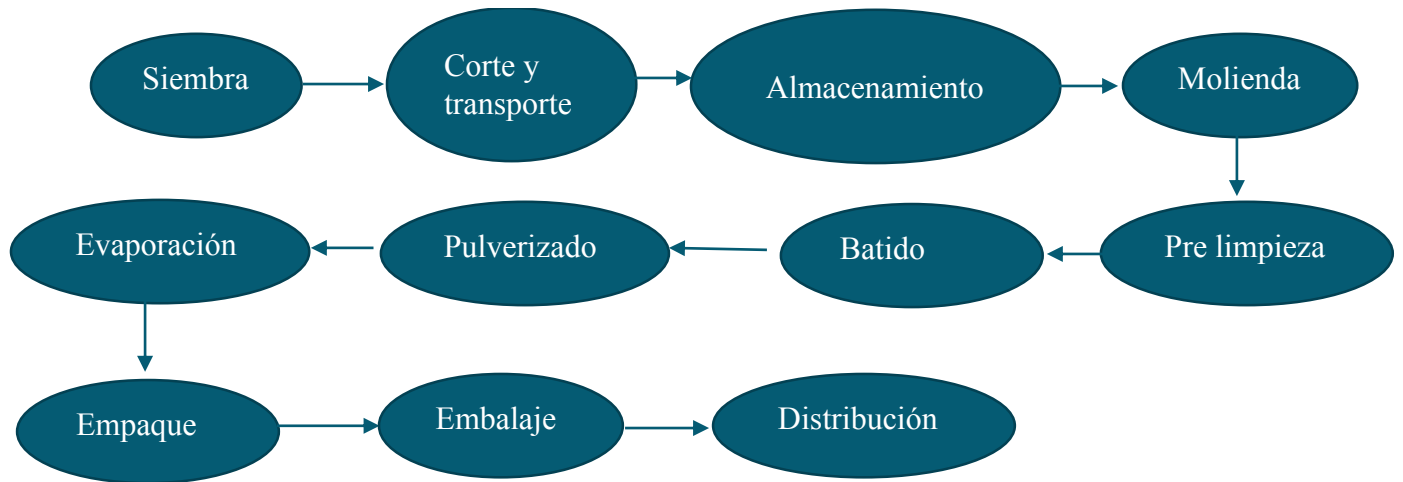 Siembra
Corte y
transporte
Almacenamiento
Molienda
Evaporación
Pulverizado
Batido
Pre limpieza
Empaque
Embalaje
Distribución